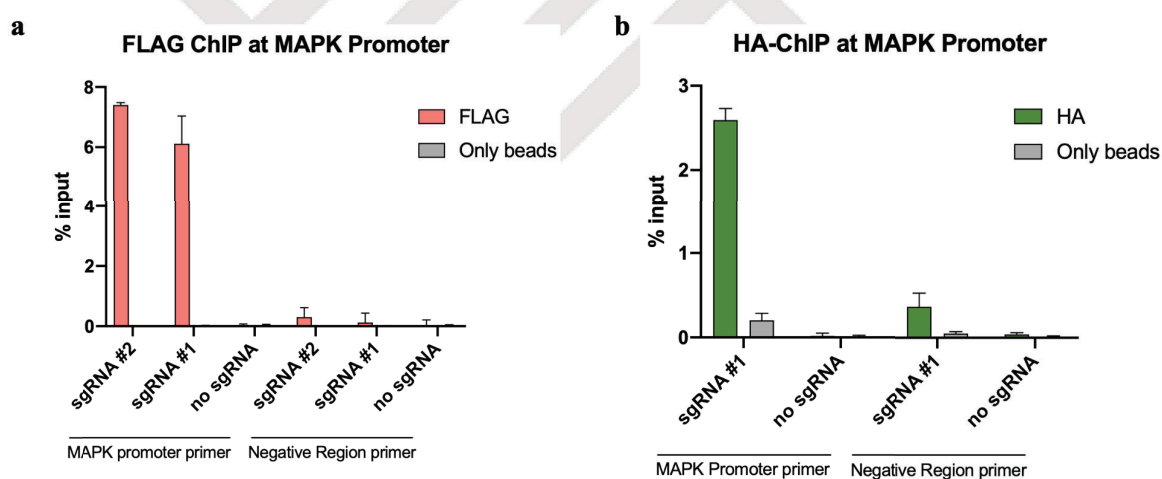 a
FLAG ChIP at MAPK Promoter
% input
8
6
4
2
0
FLAG
Only beads
sgRNA #2
sgRNA #1
no sgRNA
sgRNA #2
sgRNA #1
no sgRNA
MAPK promoter primer
Negative Region primer
b
HA-ChIP at MAPK Promoter
% input
3
2
1
0
HA
Only beads
sgRNA #1
no sgRNA
sgRNA #1
no sgRNA
MAPK Promoter primer
Negative Region primer